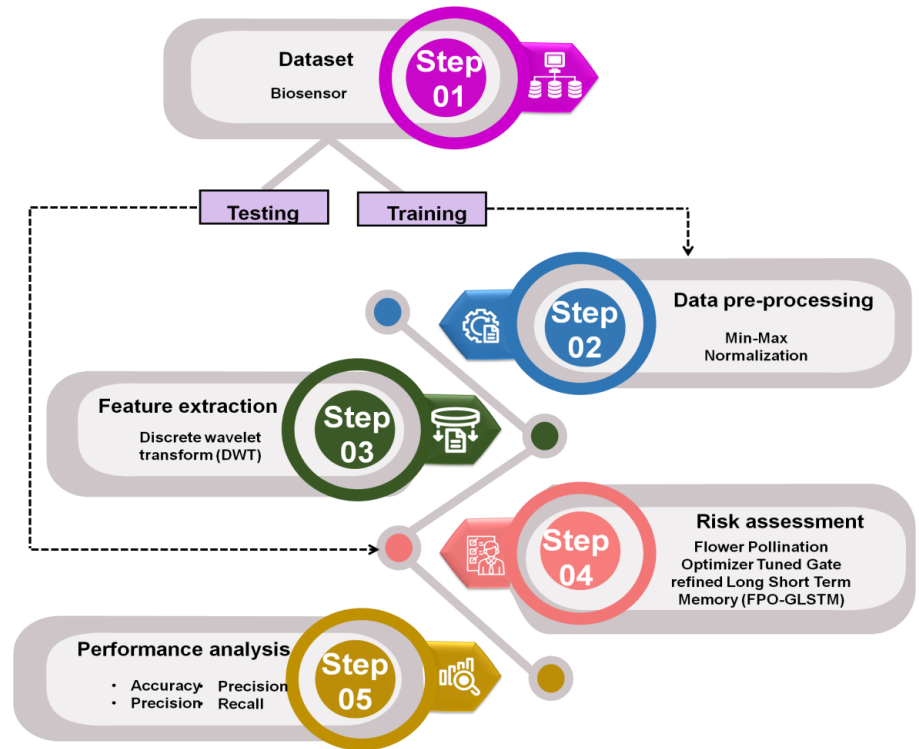 Dataset
Biosensor
Step
01
Testing
Training
Data pre-processing
Min-Max
Normalization
Step
02
Feature extraction
Discrete wavelet
transform (DWT)
Step
03
Risk assessment
Flower Pollination
Optimizer Tuned Gate
refined Long Short Term
Memory (FPO-GLSTM)
Step
04
Performance analysis
• Accuracy • Precision
• Precision • Recall
Step
05